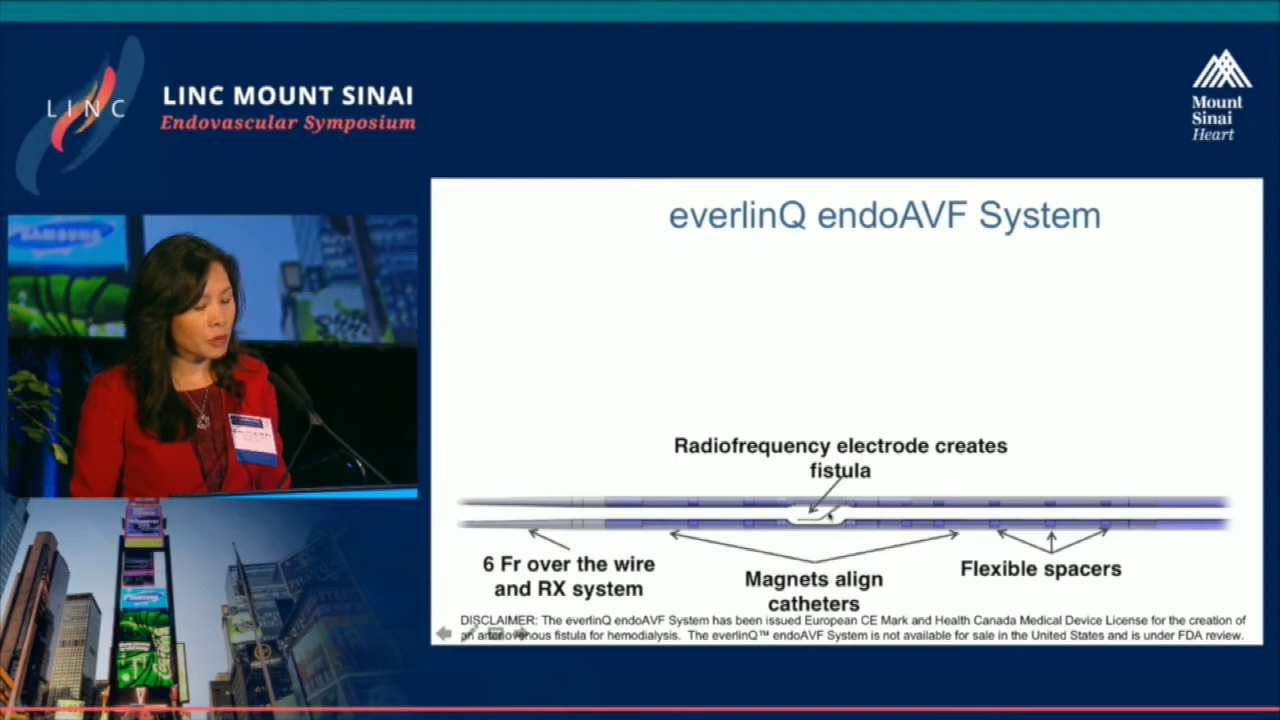 LINC
LINC MOUNT SINAI
Endovascular Symposium
Mount
Sinai
Heart
SAMSUNG
everlinQ endoAVF System
Radiofrequency electrode creates
fistula
6 Fr over the wire
and RX system
Magnets align
catheters
Flexible spacers
DISCLAIMER: The everlinQ endoAVF System has been issued European CE Mark and Health Canada Medical Device License for the creation of
an arteriovenous fistula for hemodialysis. The everlinQ™ endoAVF System is not available for sale in the United States and is under FDA review.